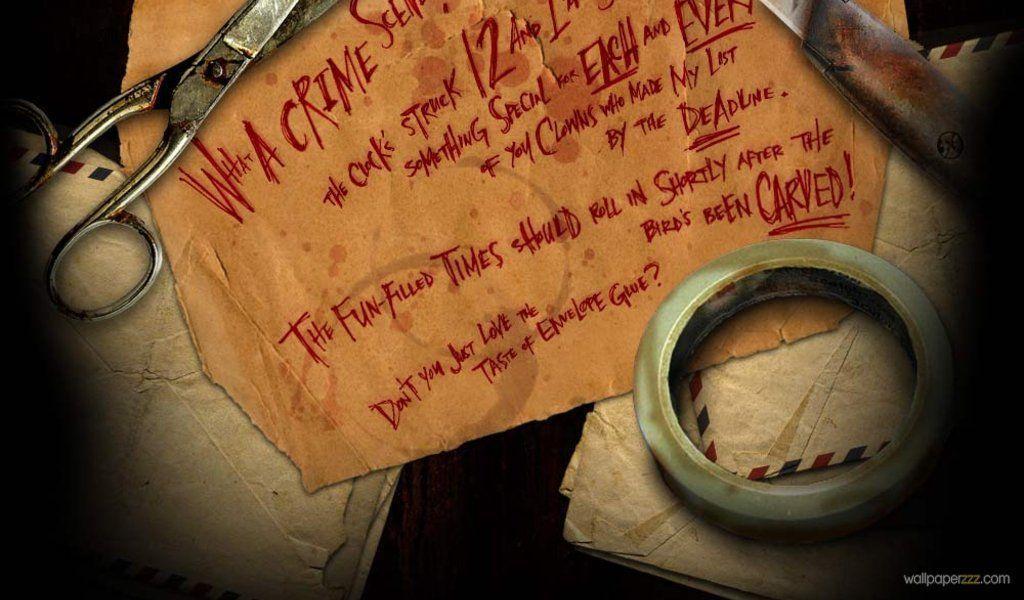 What A CRIME Scene.
THE Clock's STRUCK 12 AND
SOMETHING SPECIAL FOR EACH AND EVERY
OF YOU CLOWNS WHO MADE MY LIST
BY THE DEADLINE.
THE FUN-FILLED TIMES SHOULD ROLL IN SHORTLY AFTER THE
BIRD'S BEEN CARVED!
DON'T YOU JUST LOVE THE
TASTE OF ENVELOPE GLUE?
wallpaperzzz.com